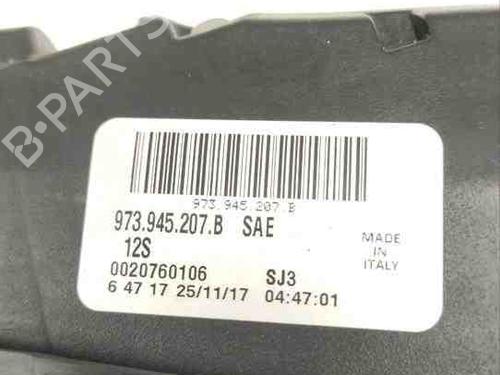 B-PARTS
973.945.207.B
973.945.207.B SAE
12S
0020760106 SJ3
6 47 17 25/11/17 04:47:01
MADE
IN
ITALY